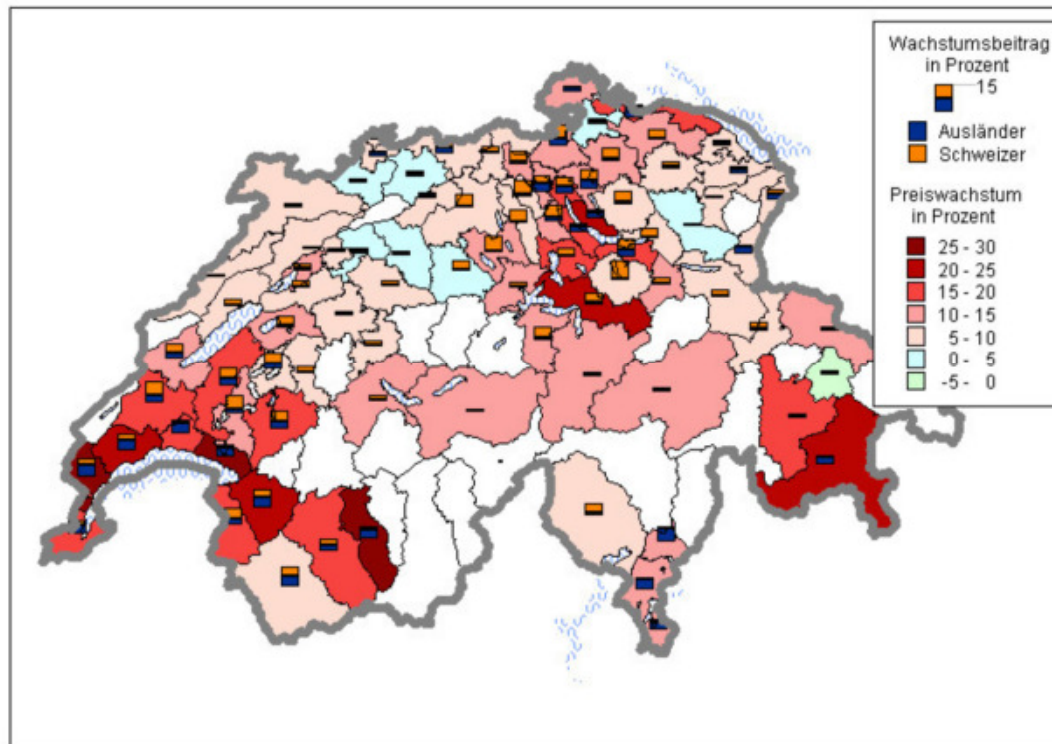 Wachstumsbeitrag
in Prozent
15
Ausländer
Schweizer
Preiswachstum
in Prozent
25 - 30
20 - 25
15 - 20
10 - 15
5 - 10
0 - 5
-5 - 0